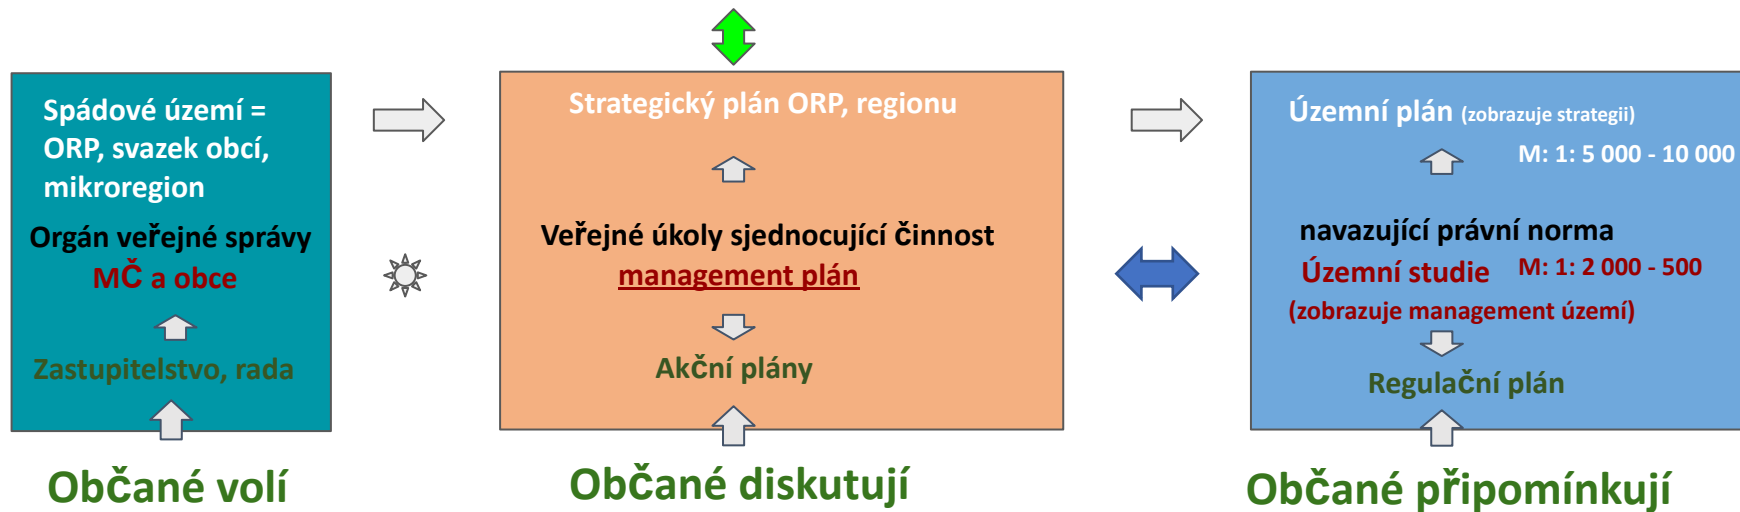 Spádové území =
ORP, svazek obcí,
mikroregion
Orgán veřejné správy
MČ a obce
Zastupitelstvo, rada
Občané volí
Strategický plán ORP, regionu
Veřejné úkoly sjednocující činnost
management plán
Akční plány
Občané diskutují
Územní plán (zobrazuje strategii)
M: 1: 5 000 - 10 000
navazující právní norma
Územní studie M: 1: 2 000 - 500
(zobrazuje management území)
Regulační plán
Občané připomínkují